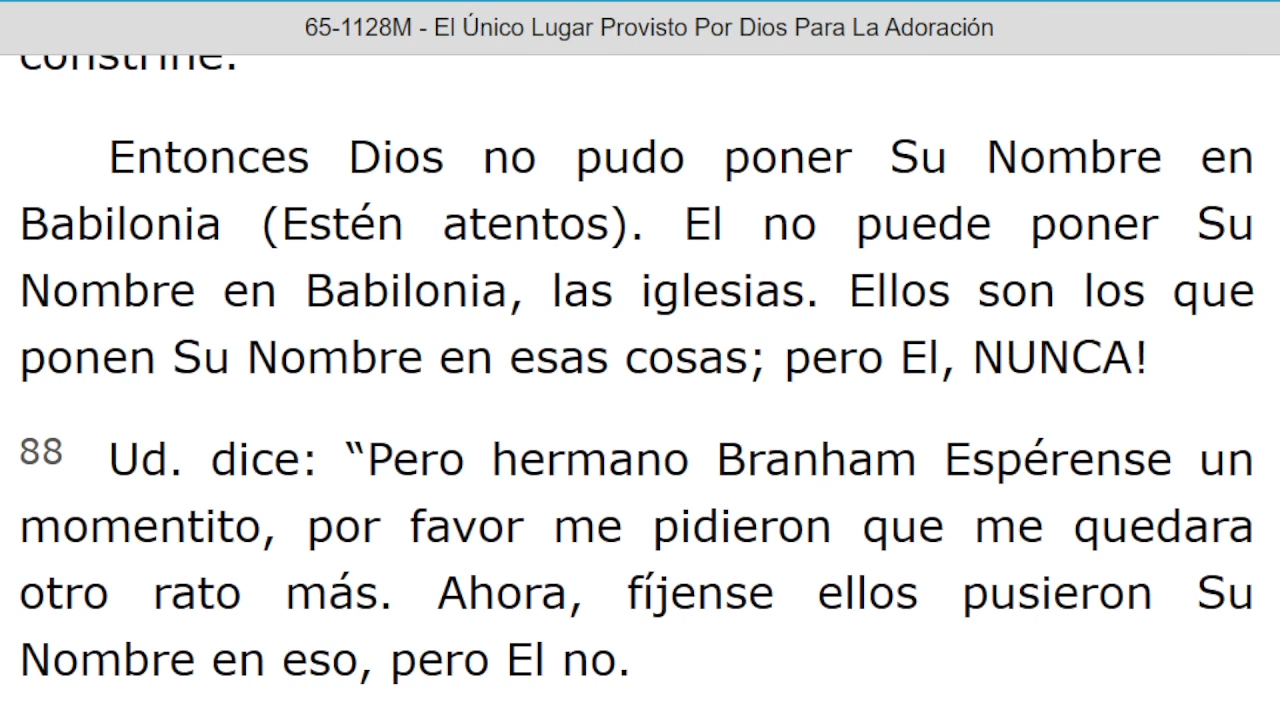 65-1128M - El Único Lugar Provisto Por Dios Para La Adoración
Entonces Dios no pudo poner Su Nombre en
Babilonia (Estén atentos). El no puede poner Su
Nombre en Babilonia, las iglesias. Ellos son los que
ponen Su Nombre en esas cosas; pero El, NUNCA!
88 Ud. dice: “Pero hermano Branham Espérense un
momentito, por favor me pidieron que me quedara
otro rato más. Ahora, fíjense ellos pusieron Su
Nombre en eso, pero El no.